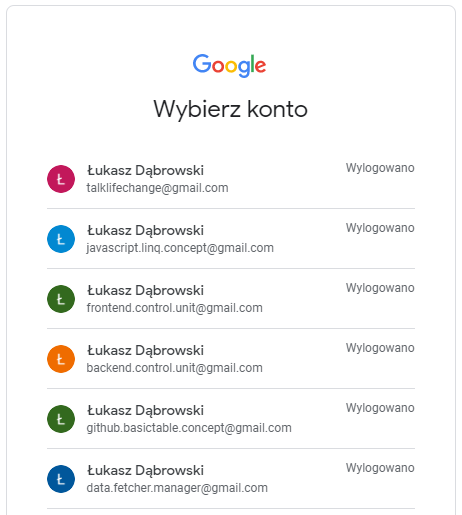 Google
Wybierz konto
Ł
Łukasz Dąbrowski
Wylogowano
talklifechange@gmail.com
Ł
Łukasz Dąbrowski
Wylogowano
javascript.linq.concept@gmail.com
Ł
Łukasz Dąbrowski
Wylogowano
frontend.control.unit@gmail.com
Ł
Łukasz Dąbrowski
Wylogowano
backend.control.unit@gmail.com
Ł
Łukasz Dąbrowski
Wylogowano
github.basictable.concept@gmail.com
Ł
Łukasz Dąbrowski
Wylogowano
data.fetcher.manager@gmail.com